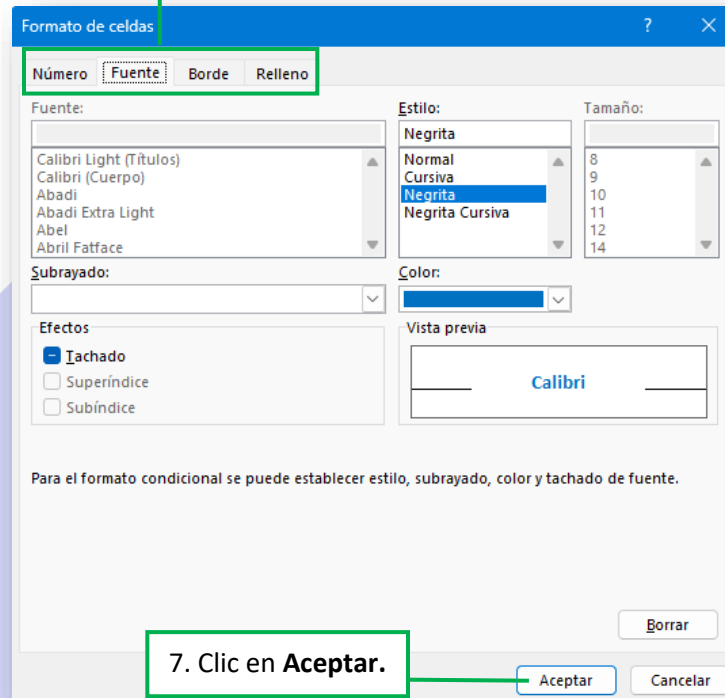 Formato de celdas ? ×
Número Fuente Borde Relleno
Fuente: Estilo: Tamaño:
Negrita
Calibri Light (Títulos) Normal 8
Calibri (Cuerpo) Cursiva 9
Abadi Negrita 10
Abadi Extra Light Negrita Cursiva 11
Abel 12
Abril Fatface 14
Subrayado: Color:
Efectos Vista previa
Tachado
Superíndice Calibri
Subíndice
Para el formato condicional se puede establecer estilo, subrayado, color y tachado de fuente.
Borrar
7. Clic en Aceptar.
Aceptar Cancelar